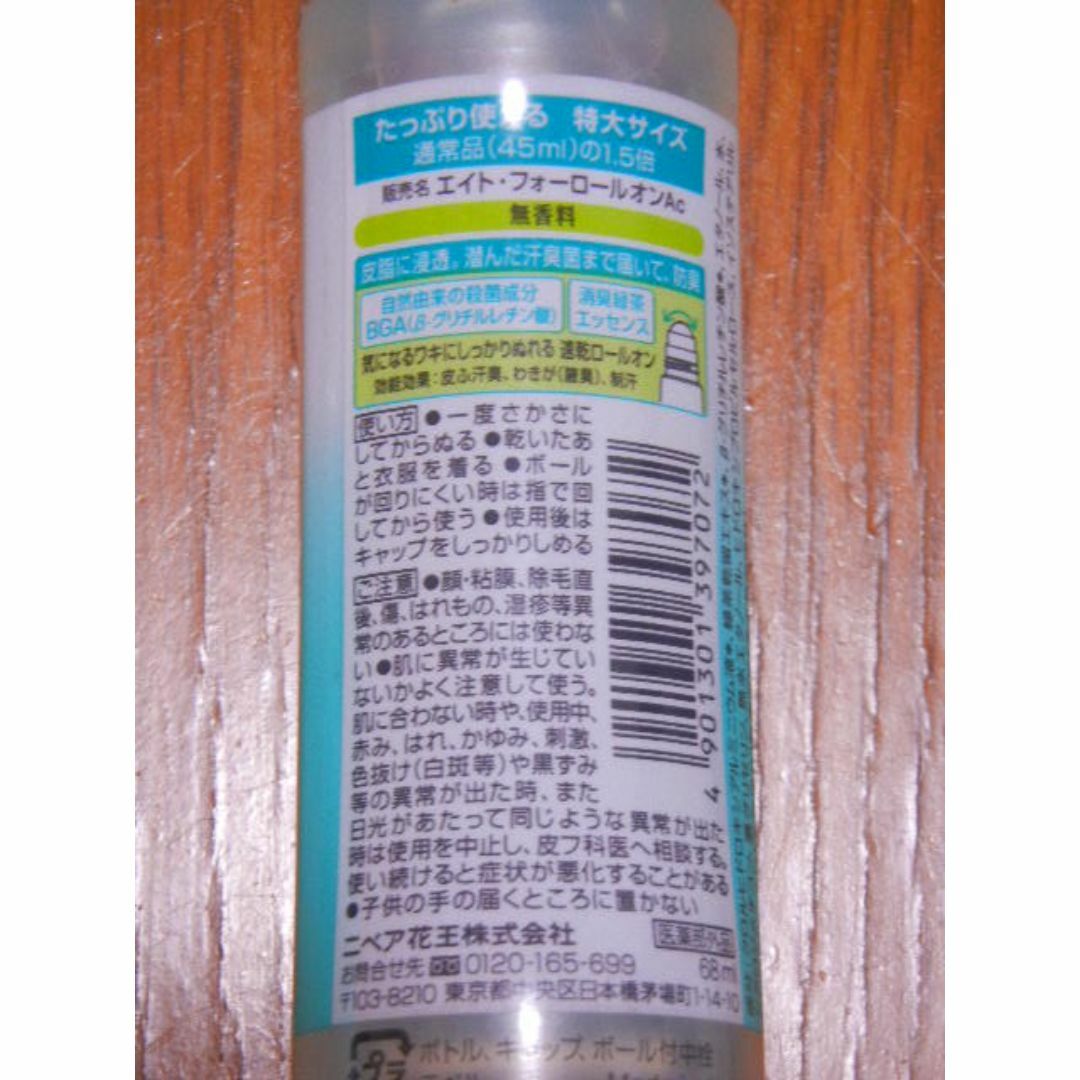 たっぷり使える 特大サイズ
通常品(45ml)の1.5倍
販売名 エイト・フォーロールオンAc
無香料
皮脂に浸透。潜んだ汗臭菌まで届いて、防臭
自然由来の殺菌成分
BGA(β-グリチルレチン酸)
消臭緑茶
エッセンス
気になるワキにしっかりぬれる 速乾ロールオン
効能効果:皮ふ汗臭、わきが(腋臭)、制汗
使い方 ●一度さかさに
してからぬる ●乾いたあ
と衣服を着る ●ボール
が回りにくい時は指で回
してから使う ●使用後は
キャップをしっかりしめる
ご注意 ●顔・粘膜、除毛直
後、傷、はれもの、湿疹等異
常のあるところには使わな
い ●肌に異常が生じてい
ないかよく注意して使う。
肌に合わない時や、使用中、
赤み、はれ、かゆみ、刺激、
色抜け(白斑等)や黒ずみ
等の異常が出た時、また
日光があたって同じような異常が出た
時は使用を中止し、皮フ科医へ相談する。
使い続けると症状が悪化することがある
●子供の手の届くところに置かない
4 901301 397072
ニベア花王株式会社
医薬部外品
お問合せ先 0120-165-699
68ml
〒103-8210 東京都中央区日本橋茅場町1-14-10
プラ
ボトル、キャップ、ボール付中栓